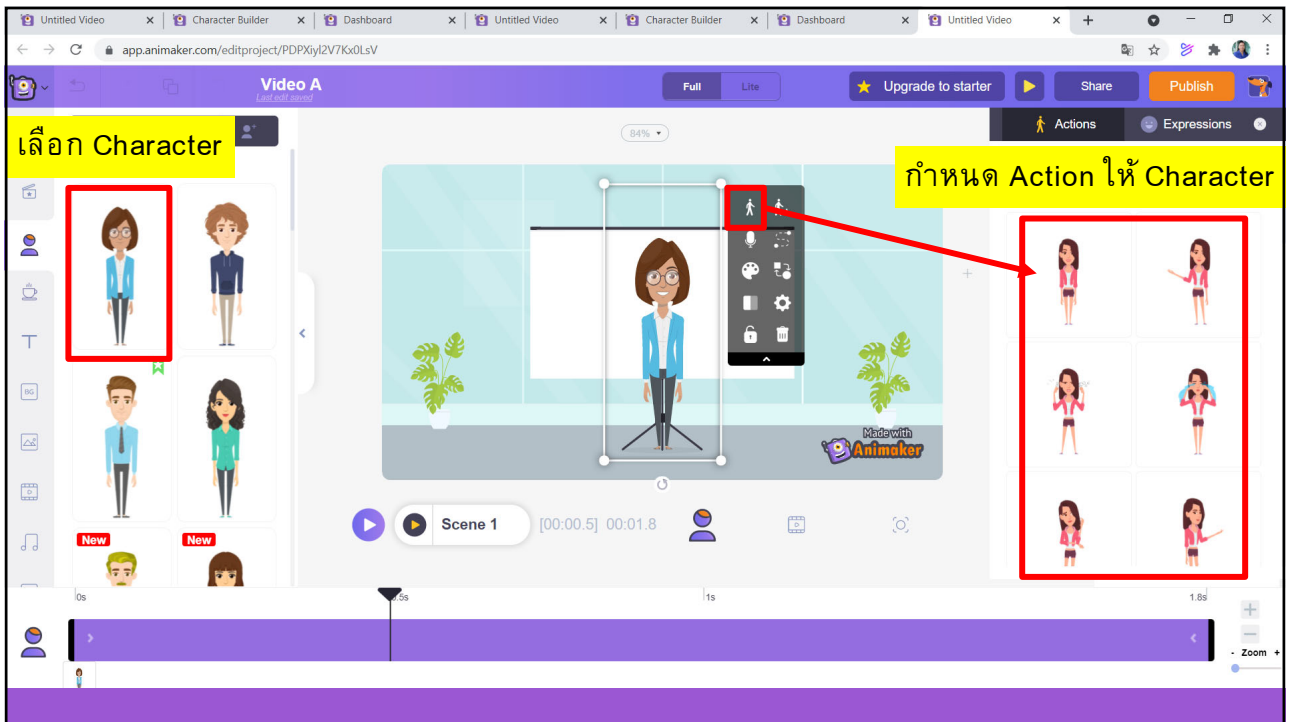 Untitled Video
Character Builder
Dashboard
Untitled Video
Character Builder
Dashboard
Untitled Video
app.animaker.com/editproject/PDPXiyl2V7Kx0LsV
Video A
Last edit saved
Full
Lite
Upgrade to starter
Share
Publish
เลือก Character
84%
Actions
Expressions
กำหนด Action ให้ Character
BG
Made with
Animaker
Scene 1
[00:00.5] 00:01.8
New
New
0s
0.5s
1s
1.8s
- Zoom +